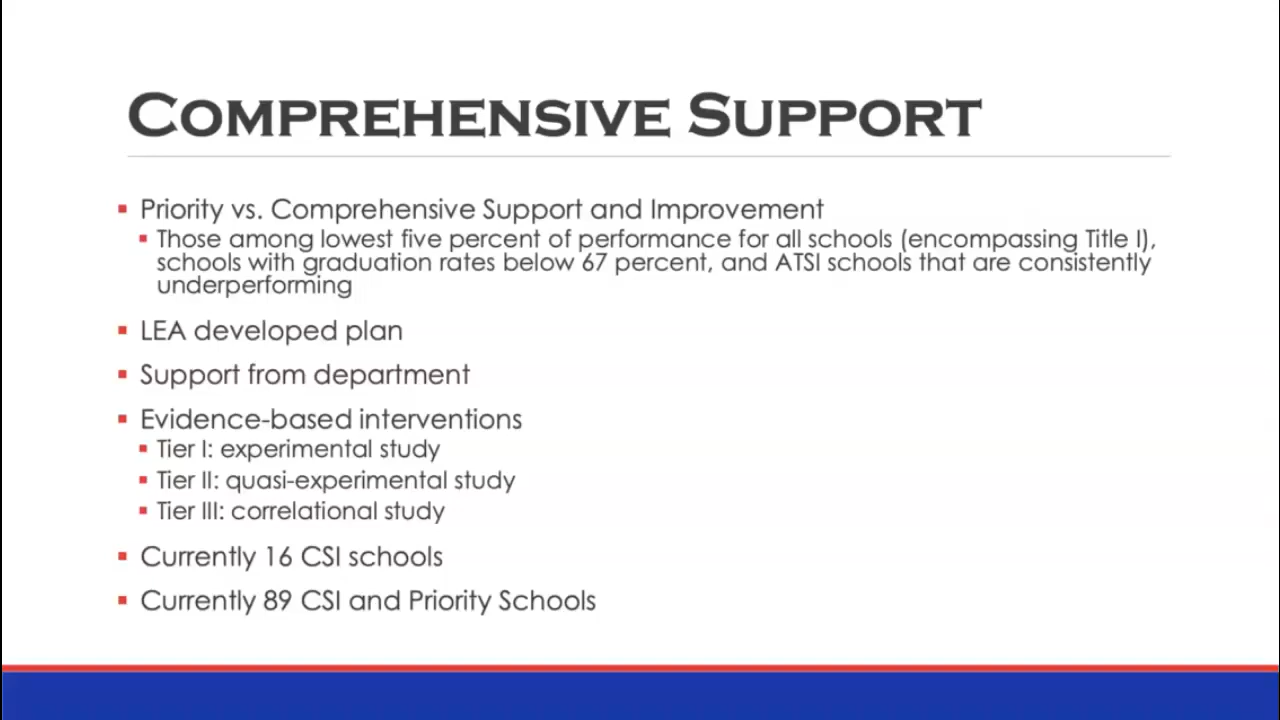 COMPREHENSIVE SUPPORT
▪ Priority vs. Comprehensive Support and Improvement
▪ Those among lowest five percent of performance for all schools (encompassing Title I),
schools with graduation rates below 67 percent, and ATSI schools that are consistently
underperforming
▪ LEA developed plan
▪ Support from department
▪ Evidence-based interventions
▪ Tier I: experimental study
▪ Tier II: quasi-experimental study
▪ Tier III: correlational study
▪ Currently 16 CSI schools
▪ Currently 89 CSI and Priority Schools